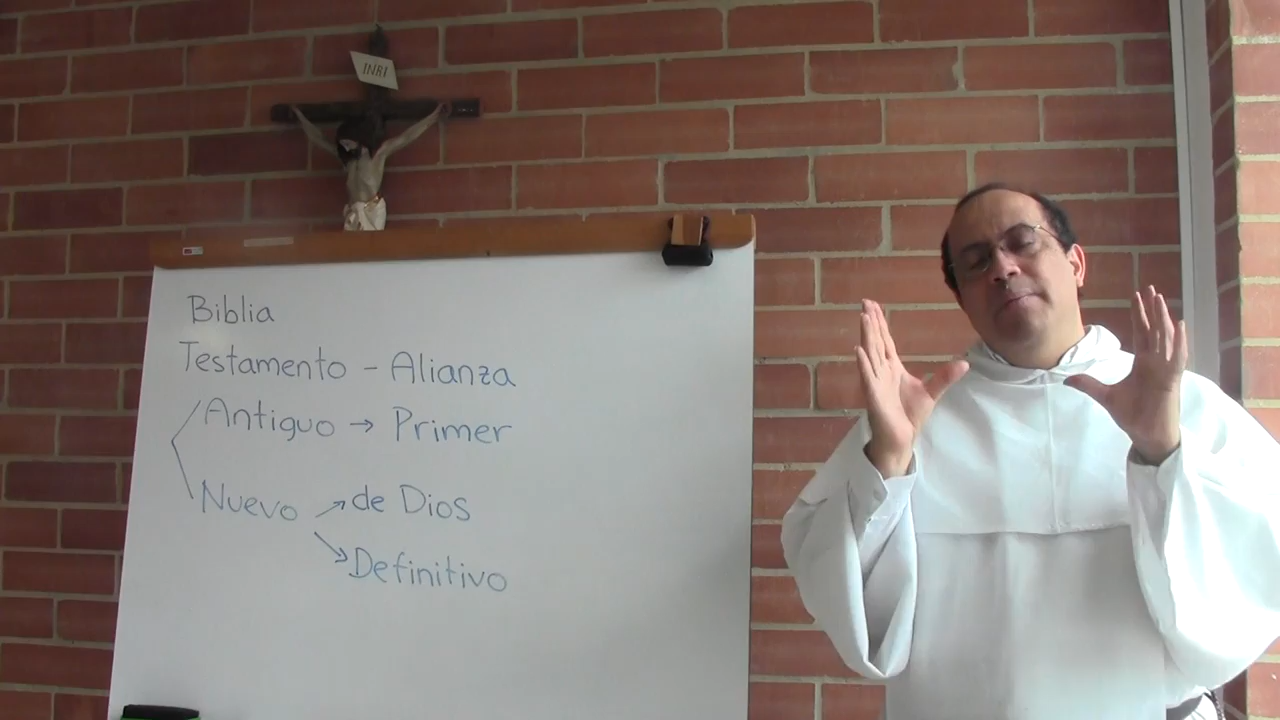 INRI
Biblia
Testamento - Alianza
Antiguo → Primer
Nuevo → de Dios
→ Definitivo